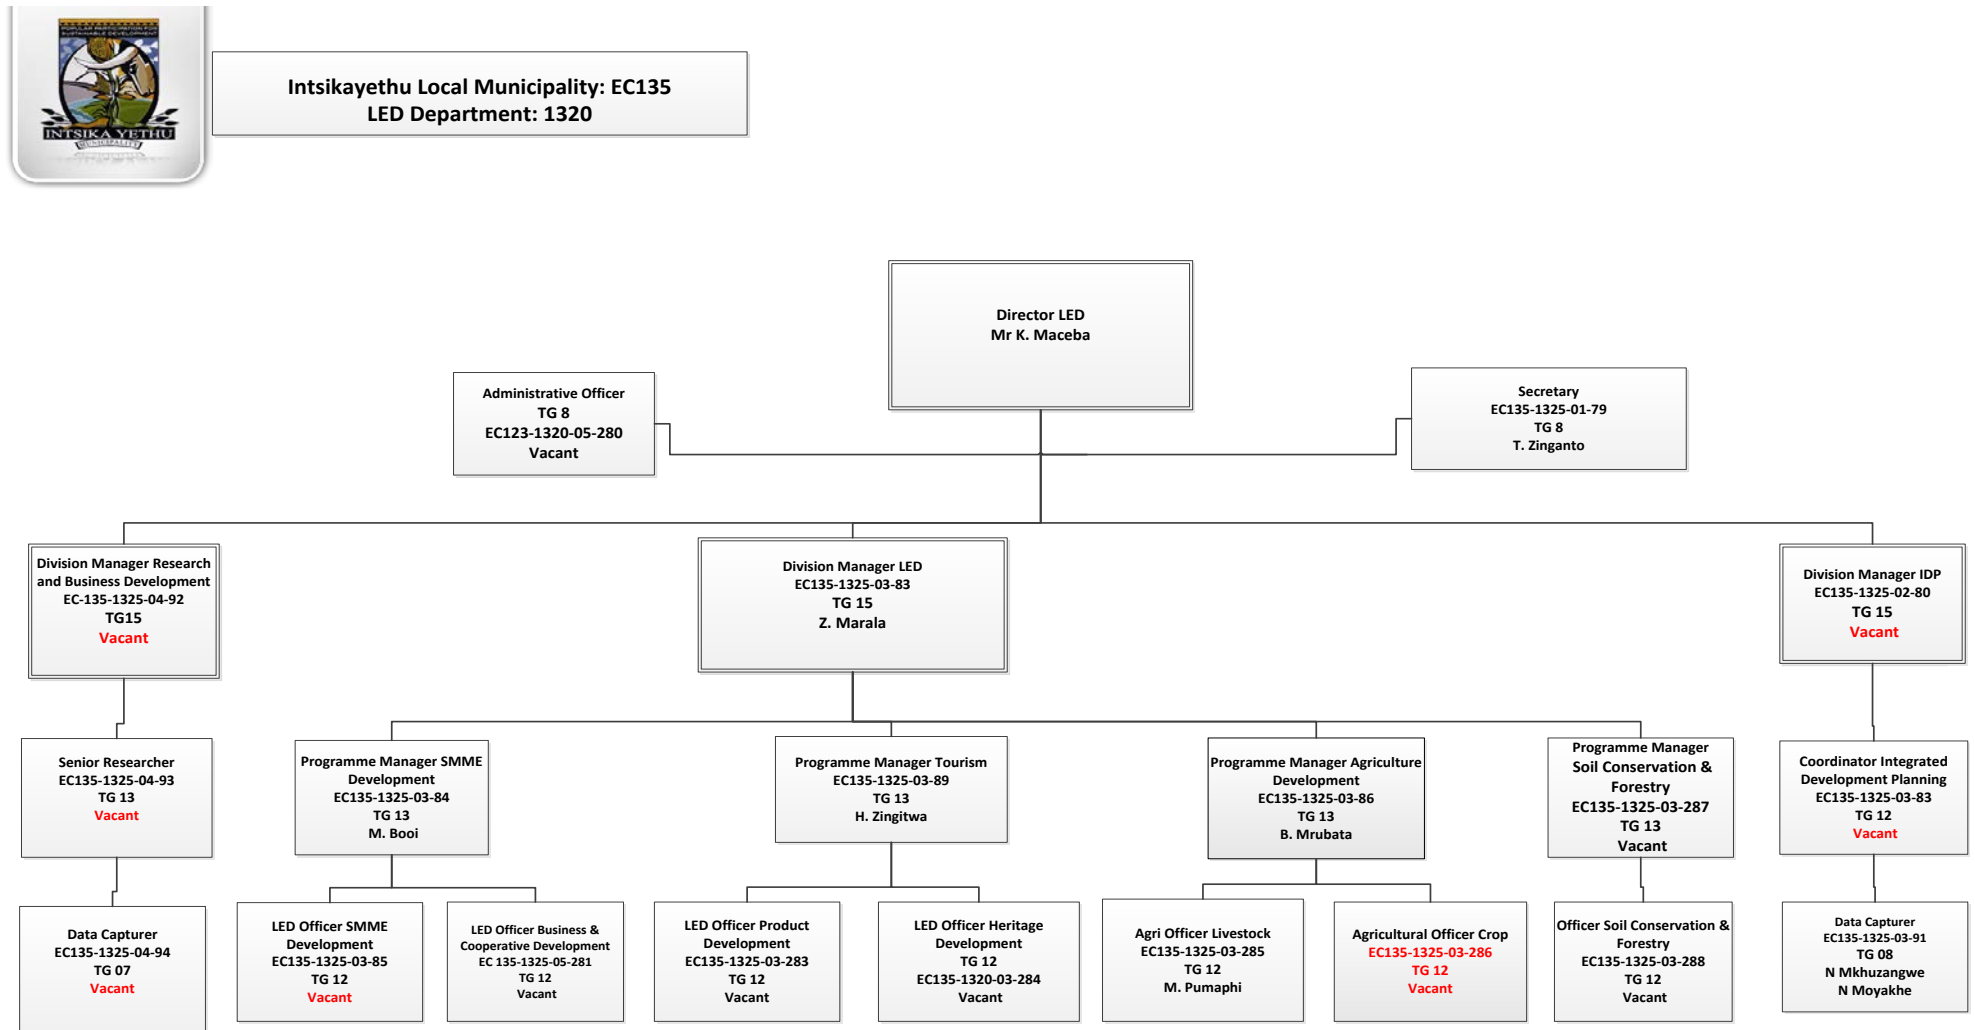 POPULAR PARTICIPATION FOR
SUSTAINABLE DEVELOPMENT
INTSIKA YETHU
MUNICIPALITY
Intsikayethu Local Municipality: EC135
LED Department: 1320
Director LED
Mr K. Maceba
Administrative Officer
TG 8
EC123-1320-05-280
Vacant
Secretary
EC135-1325-01-79
TG 8
T. Zinganto
Division Manager Research
and Business Development
EC-135-1325-04-92
TG15
Vacant
Division Manager LED
EC135-1325-03-83
TG 15
Z. Marala
Division Manager IDP
EC135-1325-02-80
TG 15
Vacant
Senior Researcher
EC135-1325-04-93
TG 13
Vacant
Programme Manager SMME
Development
EC135-1325-03-84
TG 13
M. Booi
Programme Manager Tourism
EC135-1325-03-89
TG 13
H. Zingitwa
Programme Manager Agriculture
Development
EC135-1325-03-86
TG 13
B. Mrubata
Programme Manager
Soil Conservation &
Forestry
EC135-1325-03-287
TG 13
Vacant
Coordinator Integrated
Development Planning
EC135-1325-03-83
TG 12
Vacant
Data Capturer
EC135-1325-04-94
TG 07
Vacant
LED Officer SMME
Development
EC135-1325-03-85
TG 12
Vacant
LED Officer Business &
Cooperative Development
EC 135-1325-05-281
TG 12
Vacant
LED Officer Product
Development
EC135-1325-03-283
TG 12
Vacant
LED Officer Heritage
Development
TG 12
EC135-1320-03-284
Vacant
Agri Officer Livestock
EC135-1325-03-285
TG 12
M. Pumaphi
Agricultural Officer Crop
EC135-1325-03-286
TG 12
Vacant
Officer Soil Conservation &
Forestry
EC135-1325-03-288
TG 12
Vacant
Data Capturer
EC135-1325-03-91
TG 08
N Mkhuzangwe
N Moyakhe